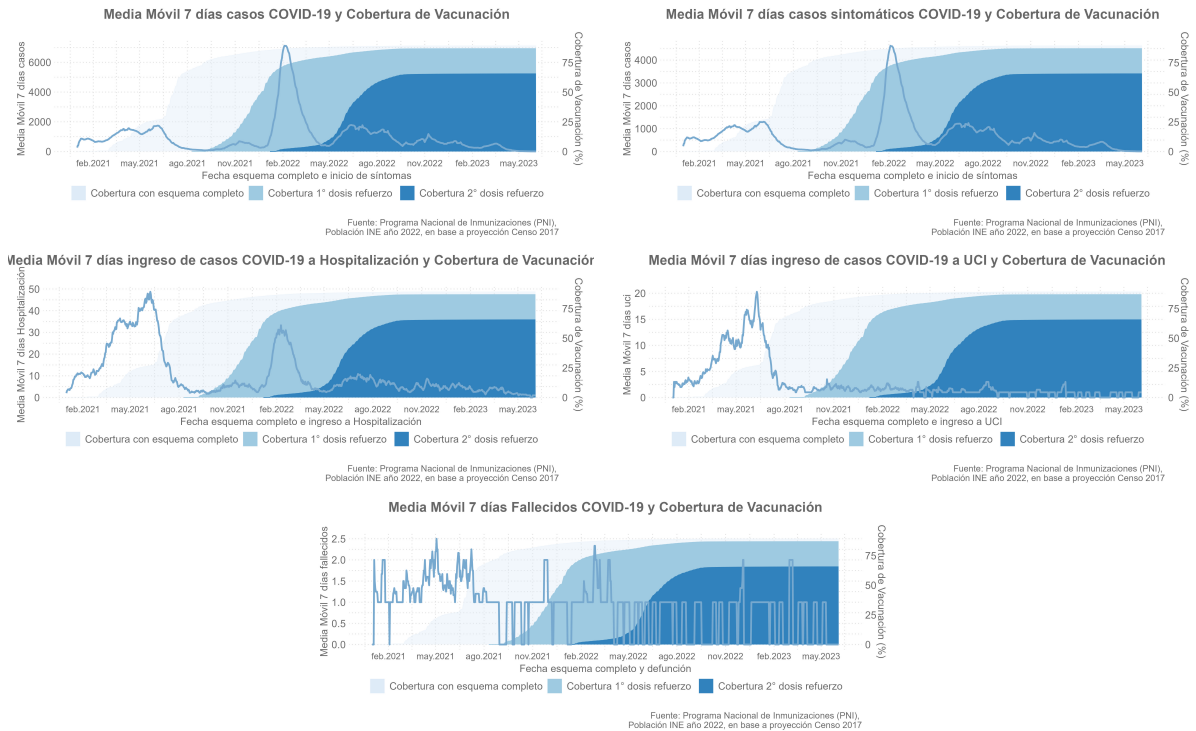 Media Móvil 7 días casos COVID-19 y Cobertura de Vacunación
Media Móvil 7 días casos
6000
4000
2000
0
Cobertura de Vacunación (%)
75
50
25
0
feb.2021 may.2021 ago.2021 nov.2021 feb.2022 may.2022 ago.2022 nov.2022 feb.2023 may.2023
Fecha esquema completo e inicio de síntomas
Cobertura con esquema completo Cobertura 1° dosis refuerzo Cobertura 2° dosis refuerzo
Fuente: Programa Nacional de Inmunizaciones (PNI),
Población INE año 2022, en base a proyección Censo 2017
Media Móvil 7 días casos sintomáticos COVID-19 y Cobertura de Vacunación
Media Móvil 7 días casos
4000
3000
2000
1000
0
Cobertura de Vacunación (%)
75
50
25
0
feb.2021 may.2021 ago.2021 nov.2021 feb.2022 may.2022 ago.2022 nov.2022 feb.2023 may.2023
Fecha esquema completo e inicio de síntomas
Cobertura con esquema completo Cobertura 1° dosis refuerzo Cobertura 2° dosis refuerzo
Fuente: Programa Nacional de Inmunizaciones (PNI),
Población INE año 2022, en base a proyección Censo 2017
Media Móvil 7 días ingreso de casos COVID-19 a Hospitalización y Cobertura de Vacunación
Media Móvil 7 días Hospitalización
50
40
30
20
10
0
Cobertura de Vacunación (%)
75
50
25
0
feb.2021 may.2021 ago.2021 nov.2021 feb.2022 may.2022 ago.2022 nov.2022 feb.2023 may.2023
Fecha esquema completo e ingreso a Hospitalización
Cobertura con esquema completo Cobertura 1° dosis refuerzo Cobertura 2° dosis refuerzo
Fuente: Programa Nacional de Inmunizaciones (PNI),
Población INE año 2022, en base a proyección Censo 2017
Media Móvil 7 días ingreso de casos COVID-19 a UCI y Cobertura de Vacunación
Media Móvil 7 días uci
20
15
10
5
0
Cobertura de Vacunación (%)
75
50
25
0
feb.2021 may.2021 ago.2021 nov.2021 feb.2022 may.2022 ago.2022 nov.2022 feb.2023 may.2023
Fecha esquema completo e ingreso a UCI
Cobertura con esquema completo Cobertura 1° dosis refuerzo Cobertura 2° dosis refuerzo
Fuente: Programa Nacional de Inmunizaciones (PNI),
Población INE año 2022, en base a proyección Censo 2017
Media Móvil 7 días Fallecidos COVID-19 y Cobertura de Vacunación
Media Móvil 7 días fallecidos
2.5
2.0
1.5
1.0
0.5
0.0
Cobertura de Vacunación (%)
75
50
25
0
feb.2021 may.2021 ago.2021 nov.2021 feb.2022 may.2022 ago.2022 nov.2022 feb.2023 may.2023
Fecha esquema completo y defunción
Cobertura con esquema completo Cobertura 1° dosis refuerzo Cobertura 2° dosis refuerzo
Fuente: Programa Nacional de Inmunizaciones (PNI),
Población INE año 2022, en base a proyección Censo 2017